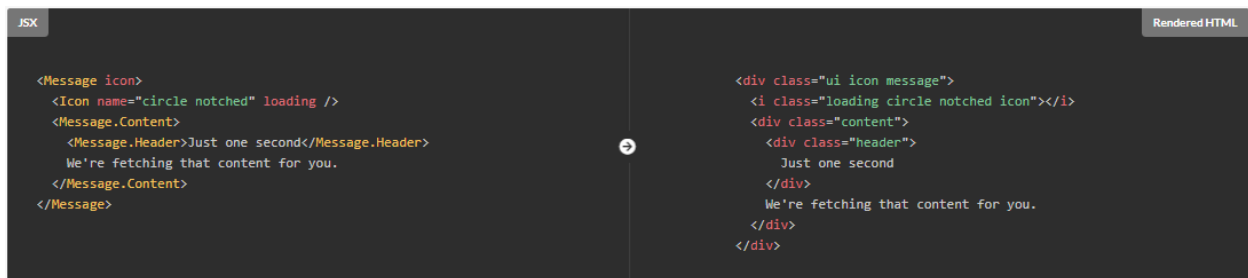 JSX
<Message icon>
  <Icon name="circle notched" loading />
  <Message.Content>
    <Message.Header>Just one second</Message.Header>
    We're fetching that content for you.
  </Message.Content>
</Message>
Rendered HTML
<div class="ui icon message">
  <i class="loading circle notched icon"></i>
  <div class="content">
    <div class="header">
      Just one second
    </div>
    We're fetching that content for you.
  </div>
</div>